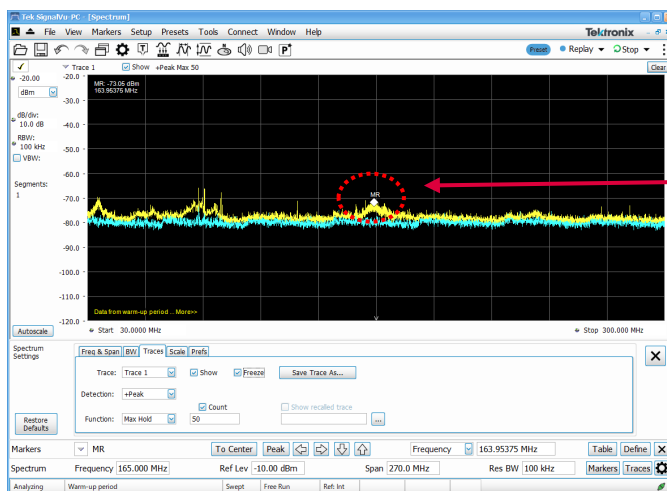 Tek SignalVu-PC - [Spectrum]
File View Markers Setup Presets Tools Connect Window Help
Tektronix
Preset Replay Stop
Trace 1 Show +Peak Max 50 Clear
-20.00
dBm
dB/div:
10.0 dB
RBW:
100 kHz
VBW:
Segments:
1
Autoscale
-20.0
-30.0
-40.0
-50.0
-60.0
-70.0
-80.0
-90.0
-100.0
-110.0
-120.0
MR: -73.05 dBm
163.95375 MHz
MR
Data from warm-up period ... More>>
Start 30.0000 MHz Stop 300.000 MHz
Spectrum
Settings
Freq & Span BW Traces Scale Prefs
Trace: Trace 1 Show Freeze Save Trace As...
Detection: +Peak
Count Show recalled trace
Function: Max Hold 50 ...
Restore
Defaults
Markers MR To Center Peak Frequency 163.95375 MHz Table Define
Spectrum Frequency 165.000 MHz Ref Lev -10.00 dBm Span 270.0 MHz Res BW 100 kHz Markers Traces
Analyzing Warm-up period Swept Free Run Ref: Int